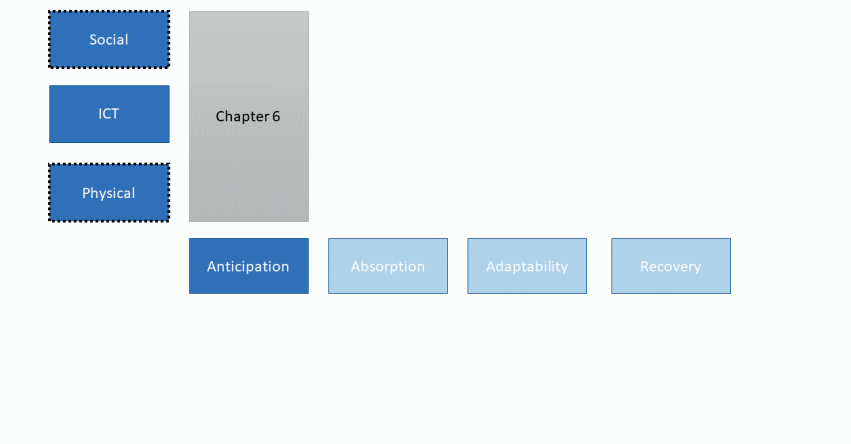 Social
ICT
Chapter 6
Physical
Anticipation
Absorption
Adaptability
Recovery